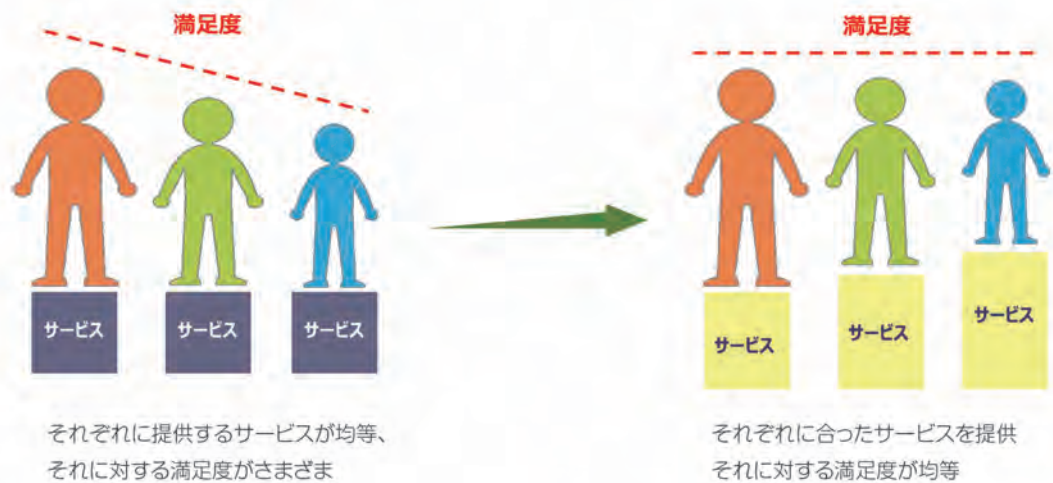 満足度
サービス
サービス
サービス
それぞれに提供するサービスが均等、
それに対する満足度がさまざま
満足度
サービス
サービス
サービス
それぞれに合ったサービスを提供
それに対する満足度が均等